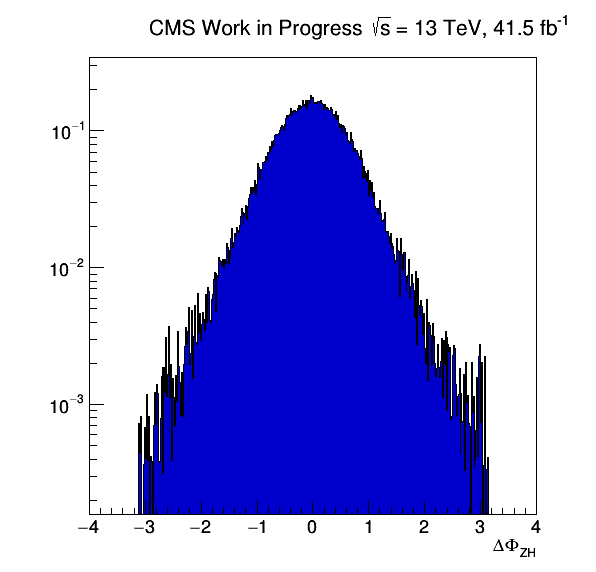 CMS Work in Progress √s = 13 TeV, 41.5 fb⁻¹
10⁻¹
10⁻²
10⁻³
−4 −3 −2 −1 0 1 2 3 4
ΔΦ_ZH